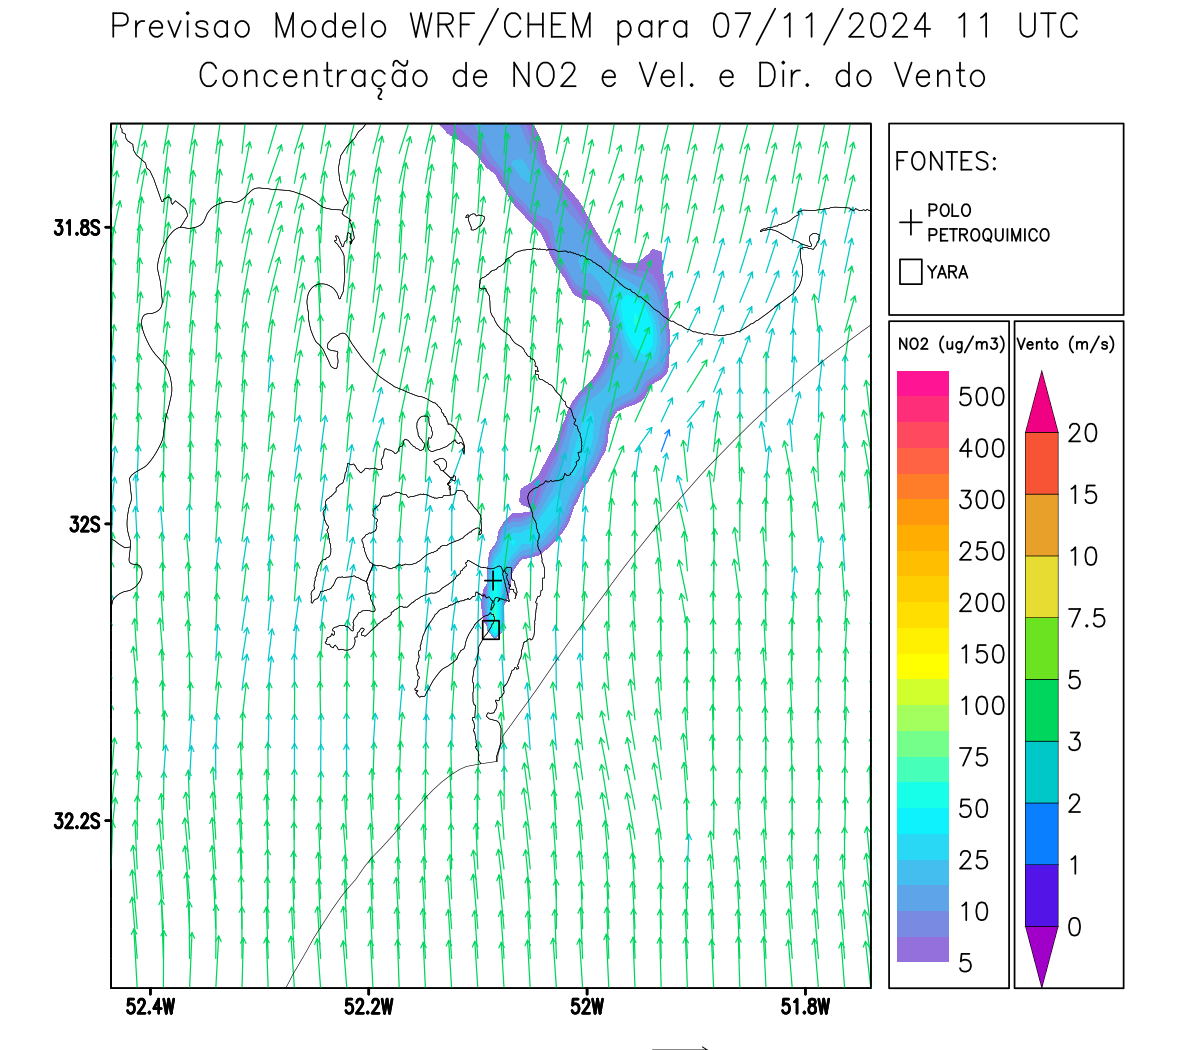 Previsao Modelo WRF/CHEM para 07/11/2024 11 UTC
Concentração de NO2 e Vel. e Dir. do Vento
FONTES:
POLO
PETROQUIMICO
YARA
NO2 (ug/m3)
500
400
300
250
200
150
100
75
50
25
10
5
Vento (m/s)
20
15
10
7.5
5
3
2
1
0
31.8S
32S
32.2S
52.4W
52.2W
52W
51.8W